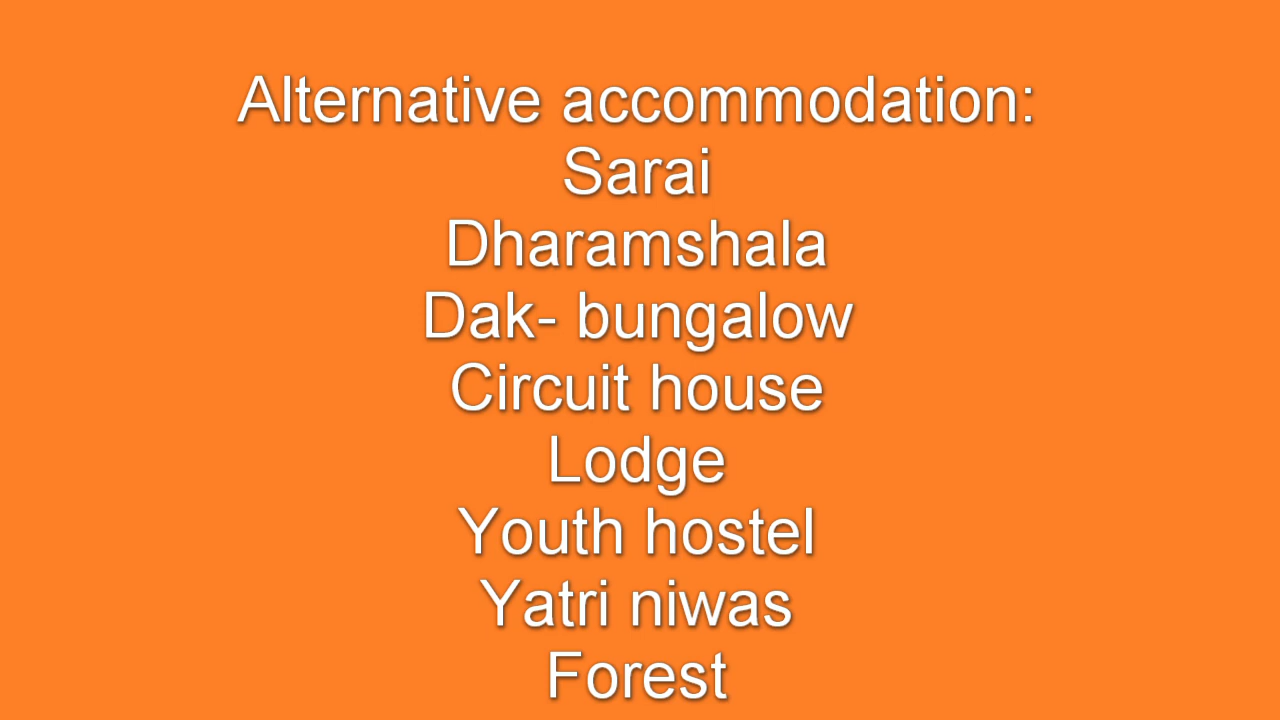 Alternative accommodation:
Sarai
Dharamshala
Dak- bungalow
Circuit house
Lodge
Youth hostel
Yatri niwas
Forest